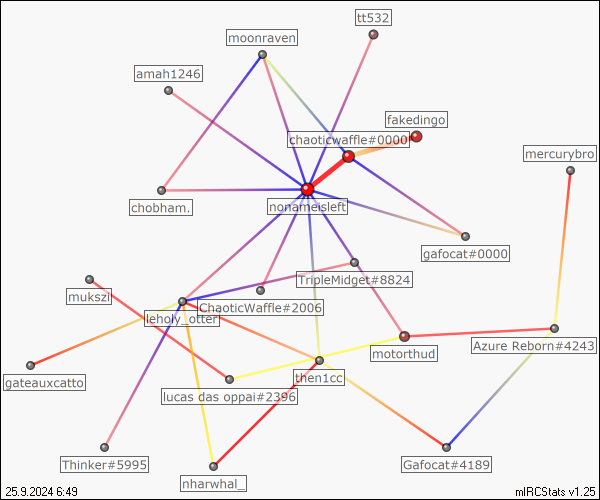 tt532
moonraven
amah1246
fakedingo
chaoticwaffle#0000
mercurybro
chobham.
nonameisleft
gafocat#0000
TripleMidget#8824
mukszi
ChaoticWaffle#2006
leholy_otter
motorthud
Azure Reborn#4243
gateauxcatto
then1cc
lucas das oppai#2396
Thinker#5995
Gafocat#4189
nharwhal_
25.9.2024 6:49
mIRCStats v1.25